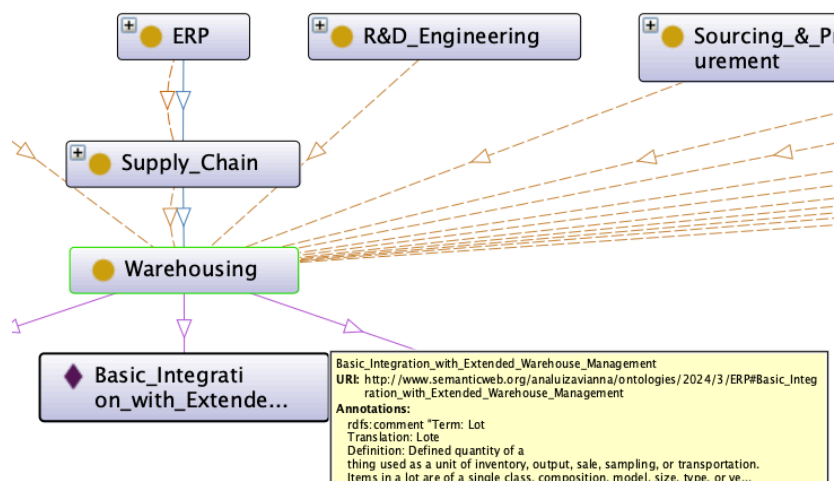 ERP
R&D_Engineering
Sourcing_&_Pr
urement
Supply_Chain
Warehousing
Basic_Integrati
on_with_Extende...
Basic_Integration_with_Extended_Warehouse_Management
URI: http://www.semanticweb.org/analuizavianna/ontologies/2024/3/ERP#Basic_Integ
ration_with_Extended_Warehouse_Management
Annotations:
rdfs:comment "Term: Lot
Translation: Lote
Definition: Defined quantity of a
thing used as a unit of inventory, output, sale, sampling, or transportation.
Items in a lot are of a single class, composition, model, size, type, or ve...